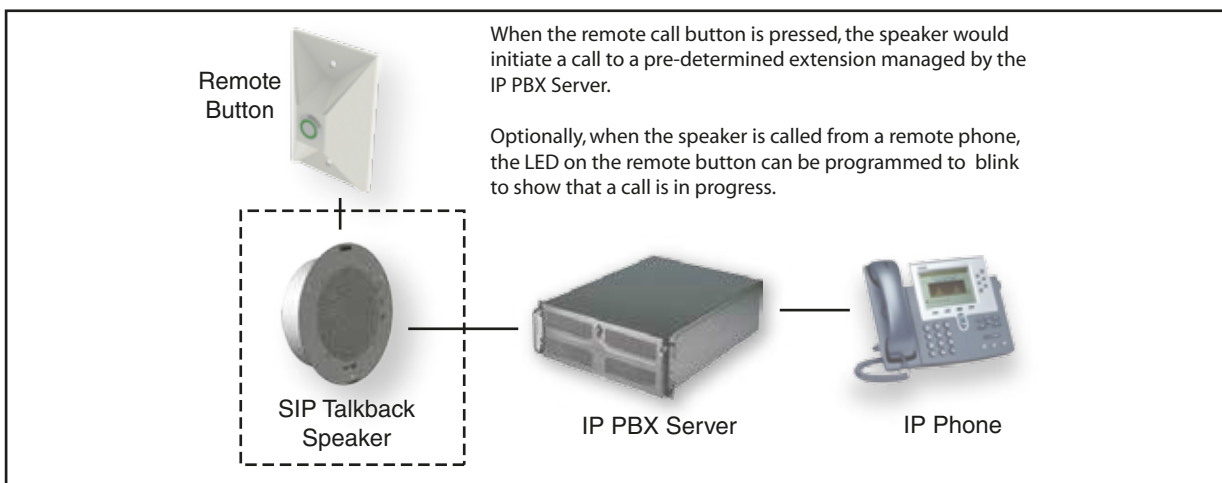 When the remote call button is pressed, the speaker would
initiate a call to a pre-determined extension managed by the
IP PBX Server.
Optionally, when the speaker is called from a remote phone,
the LED on the remote button can be programmed to  blink
to show that a call is in progress.
Remote
Button
SIP Talkback
Speaker
IP PBX Server
IP Phone